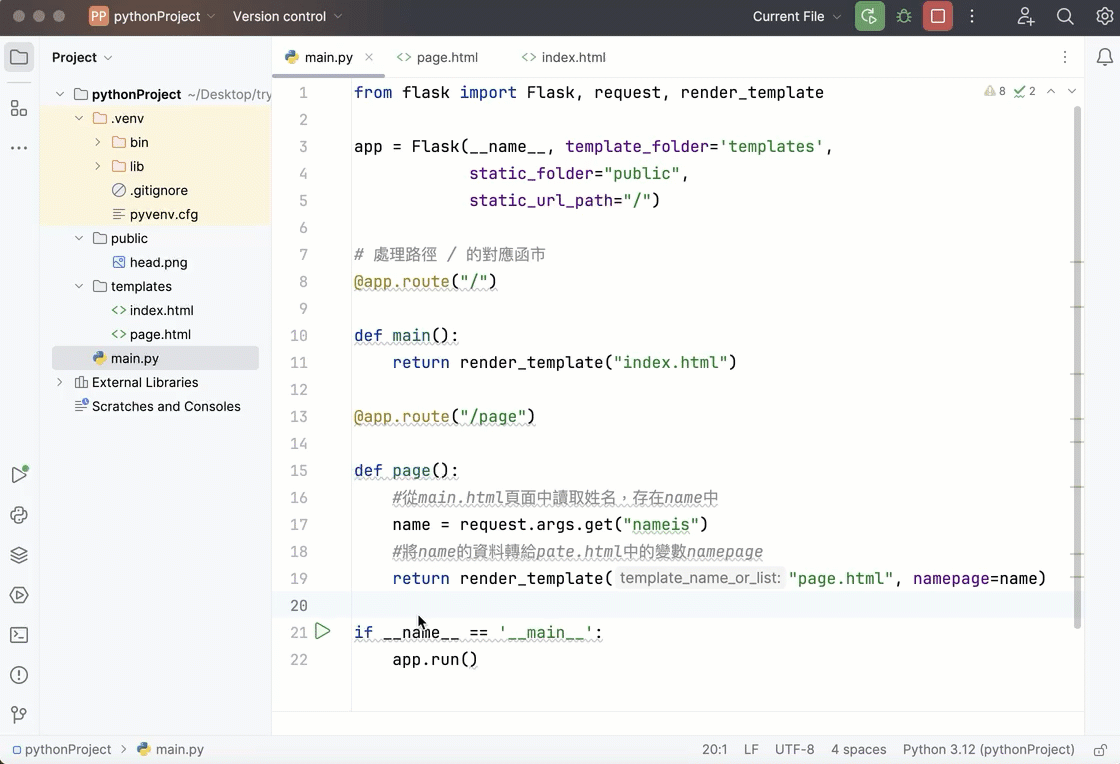 PP pythonProject Version control Current File
Project
main.py page.html index.html
pythonProject ~/Desktop/try
.venv
bin
lib
.gitignore
pyvenv.cfg
public
head.png
templates
index.html
page.html
main.py
External Libraries
Scratches and Consoles
8 2
1 from flask import Flask, request, render_template
2
3 app = Flask(__name__, template_folder='templates',
4 static_folder="public",
5 static_url_path="/")
6
7 # 處理路徑 / 的對應函市
8 @app.route("/")
9
10 def main():
11 return render_template("index.html")
12
13 @app.route("/page")
14
15 def page():
16 #從main.html頁面中讀取姓名，存在name中
17 name = request.args.get("nameis")
18 #將name的資料轉給pate.html中的變數namepage
19 return render_template( template_name_or_list: "page.html", namepage=name)
20
21 if __name__ == '__main__':
22 app.run()
pythonProject > main.py 20:1 LF UTF-8 4 spaces Python 3.12 (pythonProject)